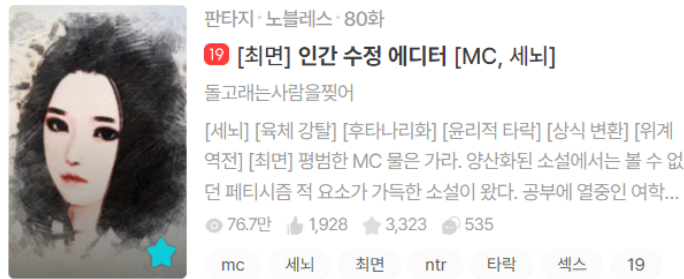 판타지 · 노블레스 · 80화
19 [최면] 인간 수정 에디터 [MC, 세뇌]
돌고래는사람을찢어
[세뇌] [육체 강탈] [후타나리화] [윤리적 타락] [상식 변환] [위계
역전] [최면] 평범한 MC 물은 가라. 양산화된 소설에서는 볼 수 없
던 페티시즘 적 요소가 가득한 소설이 왔다. 공부에 열중인 여학...
76.7만 1,928 3,323 535
mc 세뇌 최면 ntr 타락 섹스 19